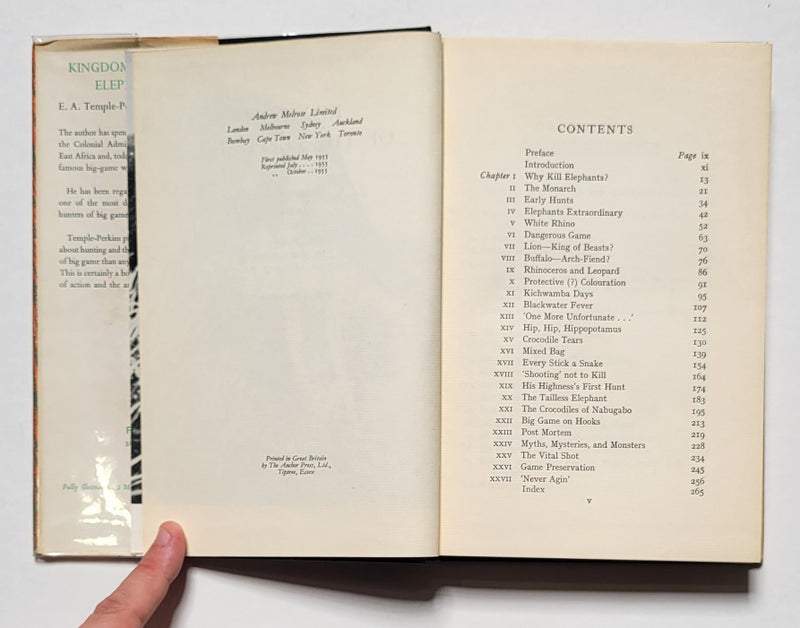 KINGDOM
ELEP
E. A. Temple-Pe
The author has spen
the Colonial Admi
East Africa and, toda
famous big-game w
He has been rega
one of the most d
hunters of big game
Temple-Perkins p
about hunting and th
of big game than any
This is certainly a bo
of action and the a
Fully illustra
Andrew Melrose Limited
London Melbourne Sydney Auckland
Bombay Cape Town New York Toronto
First published May 1955
Reprinted July .... 1955
„ October .. 1955
Printed in Great Britain
by The Anchor Press, Ltd.,
Tiptree, Essex
CONTENTS
Preface Page ix
Introduction xi
Chapter I Why Kill Elephants? 13
II The Monarch 21
III Early Hunts 34
IV Elephants Extraordinary 42
V White Rhino 52
VI Dangerous Game 63
VII Lion—King of Beasts? 70
VIII Buffalo—Arch-Fiend? 76
IX Rhinoceros and Leopard 86
X Protective (?) Colouration 91
XI Kichwamba Days 95
XII Blackwater Fever 107
XIII 'One More Unfortunate . . .' 112
XIV Hip, Hip, Hippopotamus 125
XV Crocodile Tears 130
XVI Mixed Bag 139
XVII Every Stick a Snake 154
XVIII 'Shooting' not to Kill 164
XIX His Highness's First Hunt 174
XX The Tailless Elephant 183
XXI The Crocodiles of Nabugabo 195
XXII Big Game on Hooks 213
XXIII Post Mortem 219
XXIV Myths, Mysteries, and Monsters 228
XXV The Vital Shot 234
XXVI Game Preservation 245
XXVII 'Never Agin' 256
Index 265
v